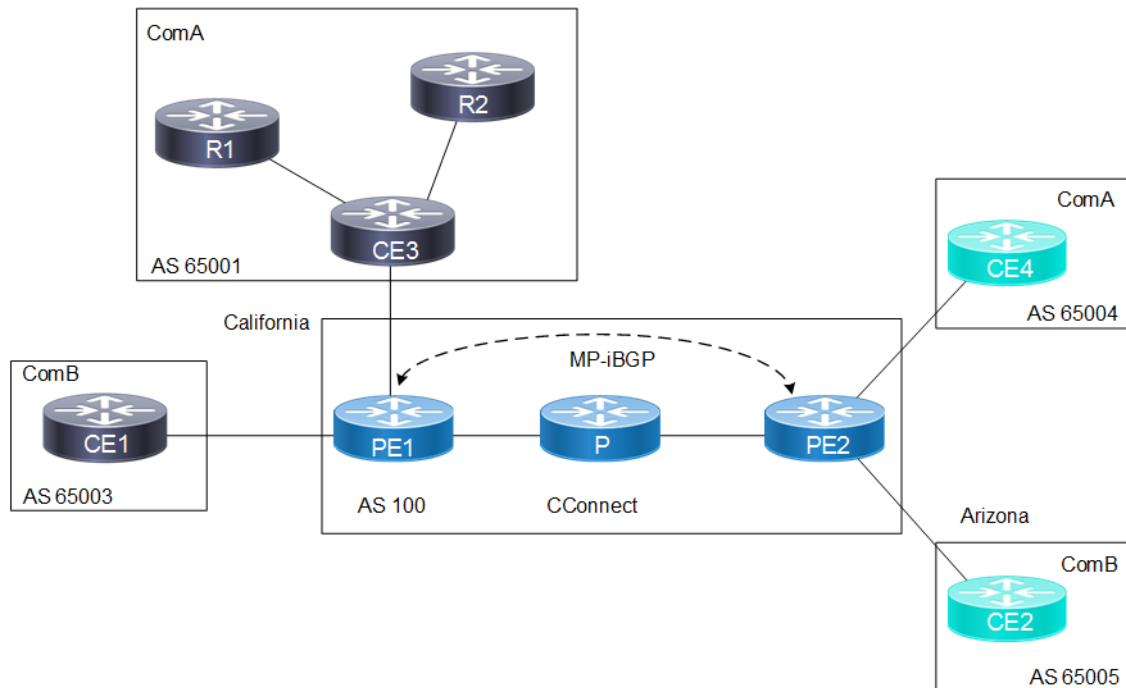 ComA
R2
R1
CE3
AS 65001
ComA
CE4
AS 65004
California
MP-iBGP
ComB
CE1
AS 65003
PE1
P
PE2
AS 100
CConnect
Arizona
ComB
CE2
AS 65005